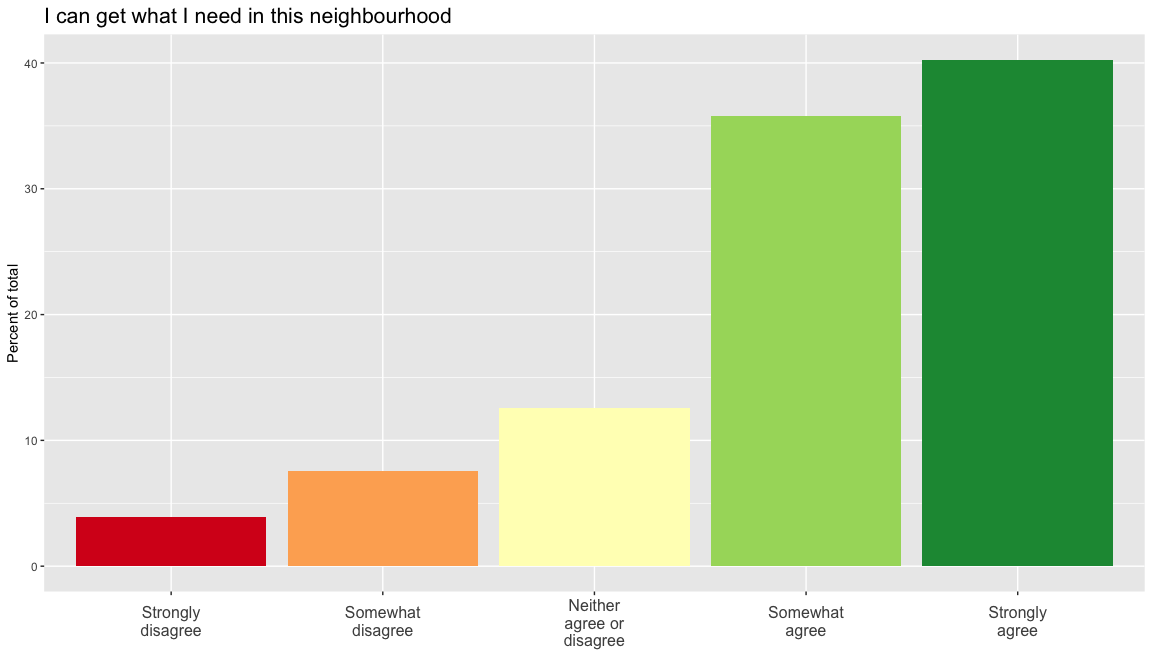 I can get what I need in this neighbourhood
Percent of total
40
30
20
10
0
Strongly
disagree
Somewhat
disagree
Neither
agree or
disagree
Somewhat
agree
Strongly
agree